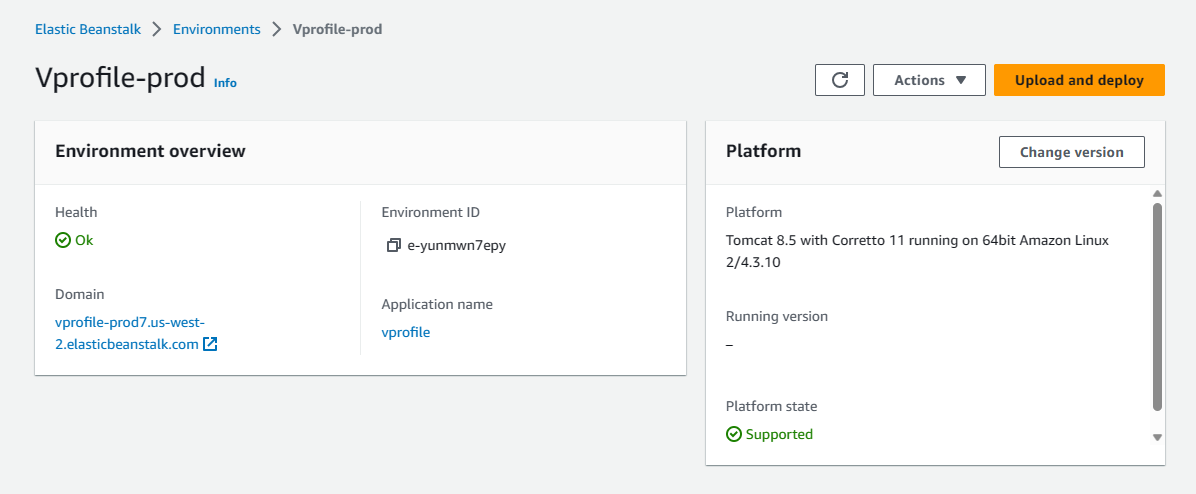 Elastic Beanstalk > Environments > Vprofile-prod
Vprofile-prod Info
Actions
Upload and deploy
Environment overview
Health
Ok
Domain
vprofile-prod7.us-west-
2.elasticbeanstalk.com
Environment ID
e-yunmwn7epy
Application name
vprofile
Platform
Change version
Platform
Tomcat 8.5 with Corretto 11 running on 64bit Amazon Linux
2/4.3.10
Running version
–
Platform state
Supported